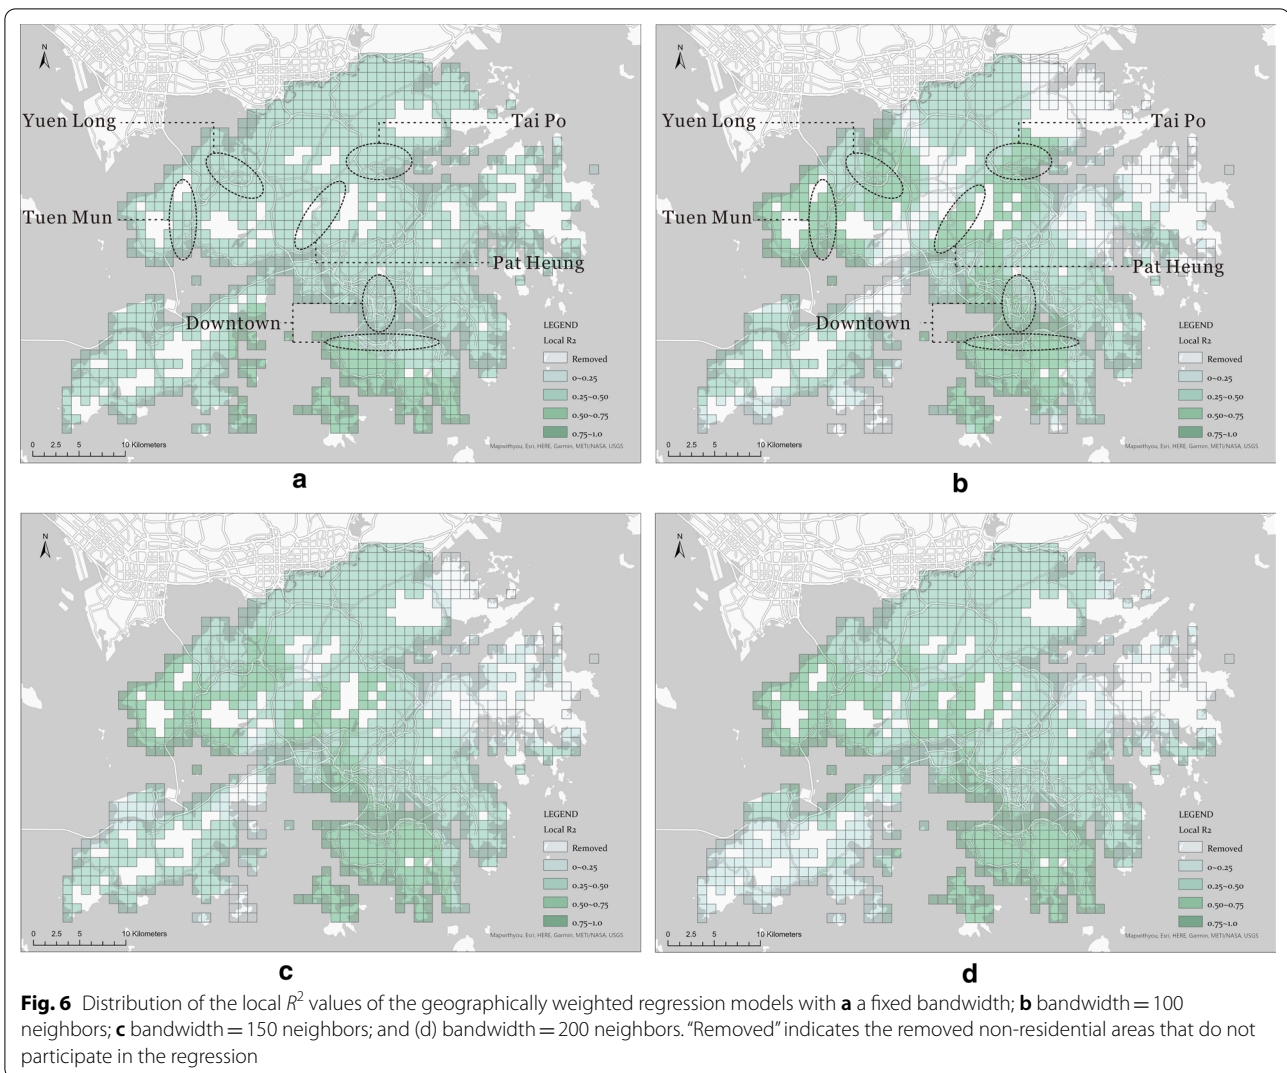 N
Yuen Long
Tai Po
Tuen Mun
Pat Heung
Downtown
LEGEND
Local R2
Removed
0~0.25
0.25~0.50
0.50~0.75
0.75~1.0
0 2.5 5 10 Kilometers
Mapwithyou, Esri, HERE, Garmin, METI/NASA, USGS
a
N
Yuen Long
Tai Po
Tuen Mun
Pat Heung
Downtown
LEGEND
Local R2
Removed
0~0.25
0.25~0.50
0.50~0.75
0.75~1.0
0 2.5 5 10 Kilometers
Mapwithyou, Esri, HERE, Garmin, METI/NASA, USGS
b
N
LEGEND
Local R2
Removed
0~0.25
0.25~0.50
0.50~0.75
0.75~1.0
0 2.5 5 10 Kilometers
Mapwithyou, Esri, HERE, Garmin, METI/NASA, USGS
c
N
LEGEND
Local R2
Removed
0~0.25
0.25~0.50
0.50~0.75
0.75~1.0
0 2.5 5 10 Kilometers
Mapwithyou, Esri, HERE, Garmin, METI/NASA, USGS
d
Fig. 6 Distribution of the local R² values of the geographically weighted regression models with a a fixed bandwidth; b bandwidth = 100
neighbors; c bandwidth = 150 neighbors; and (d) bandwidth = 200 neighbors. “Removed” indicates the removed non-residential areas that do not
participate in the regression